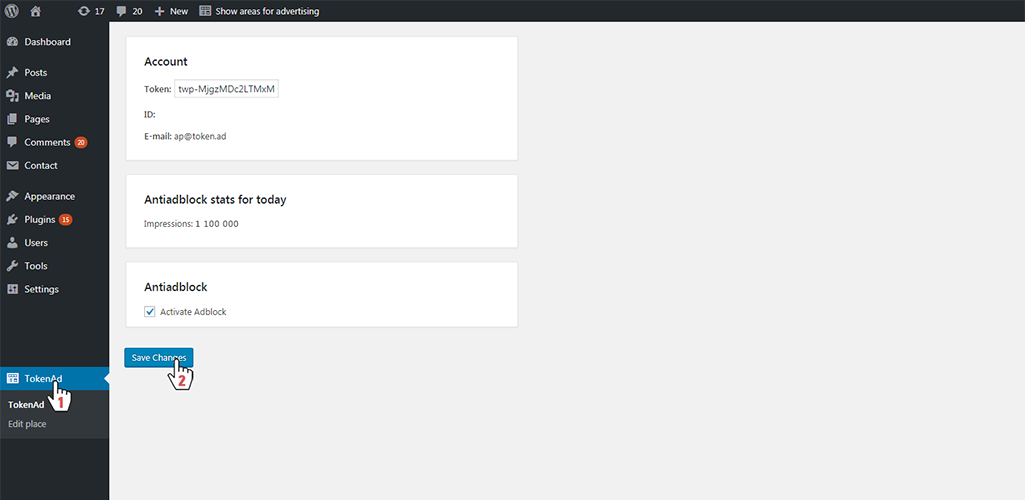 17 20 New Show areas for advertising
Dashboard
Posts
Media
Pages
Comments 20
Contact
Appearance
Plugins 15
Users
Tools
Settings
TokenAd
1
TokenAd
Edit place
Account
Token: twp-MjgzMDc2LTMxM
ID:
E-mail: ap@token.ad
Antiadblock stats for today
Impressions: 1 100 000
Antiadblock
Activate Adblock
Save Changes
2